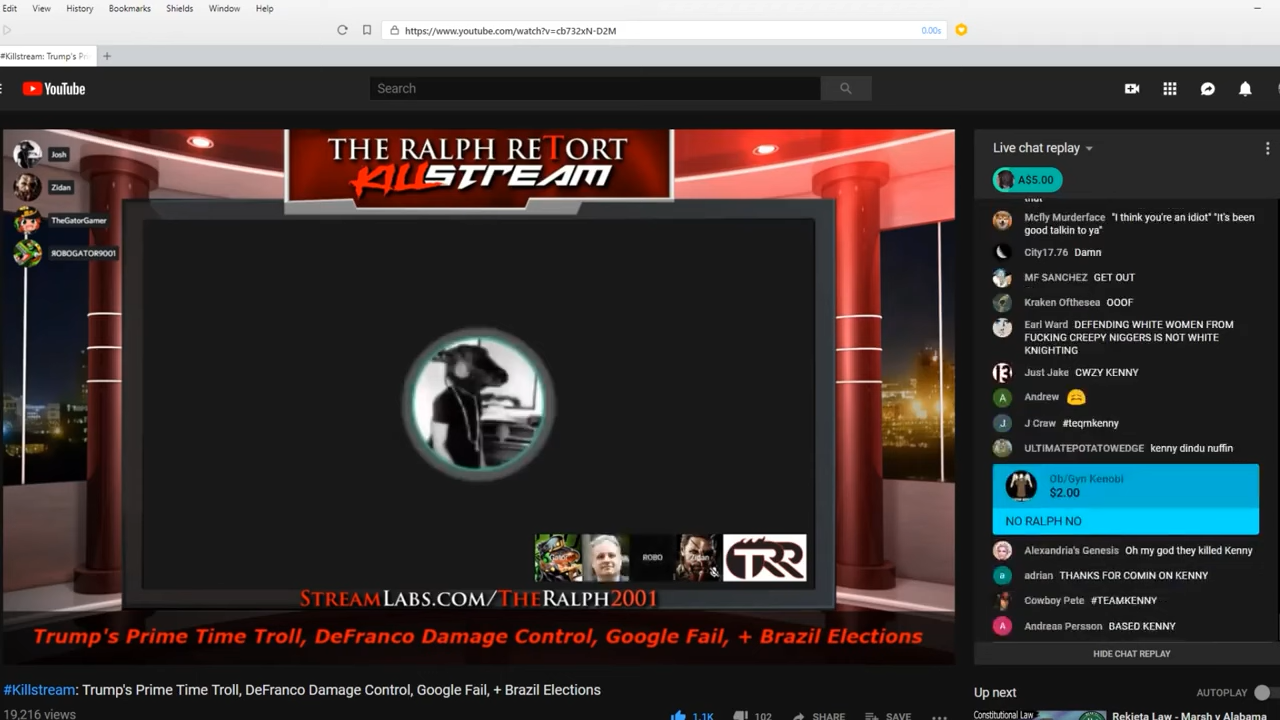 Edit View History Bookmarks Shields Window Help
https://www.youtube.com/watch?v=cb732xN-D2M 0.00s
#Killstream: Trump's Pri
YouTube
Search
THE RALPH RETORT
KILLSTREAM
Josh
Zidan
TheGatorGamer
ROBOGATOR9001
ROBO
Zidan
TRR
STREAMLABS.COM/THERALPH2001
Trump's Prime Time Troll, DeFranco Damage Control, Google Fail, + Brazil Elections
#Killstream: Trump's Prime Time Troll, DeFranco Damage Control, Google Fail, + Brazil Elections
19,216 views
1.1K 102 SHARE SAVE
Live chat replay
A$5.00
that
Mcfly Murderface "I think you're an idiot" "It's been
good talkin to ya"
City17.76 Damn
MF SANCHEZ GET OUT
Kraken Ofthesea OOOF
Earl Ward DEFENDING WHITE WOMEN FROM
FUCKING CREEPY NIGGERS IS NOT WHITE
KNIGHTING
Just Jake CWZY KENNY
A Andrew
J Craw #teqmkenny
ULTIMATEPOTATOWEDGE kenny dindu nuffin
Ob/Gyn Kenobi
$2.00
NO RALPH NO
Alexandria's Genesis Oh my god they killed Kenny
a adrian THANKS FOR COMIN ON KENNY
Cowboy Pete #TEAMKENNY
A Andreas Persson BASED KENNY
HIDE CHAT REPLAY
Up next AUTOPLAY
Constitutional Law
Rekieta Law - Marsh v Alabama